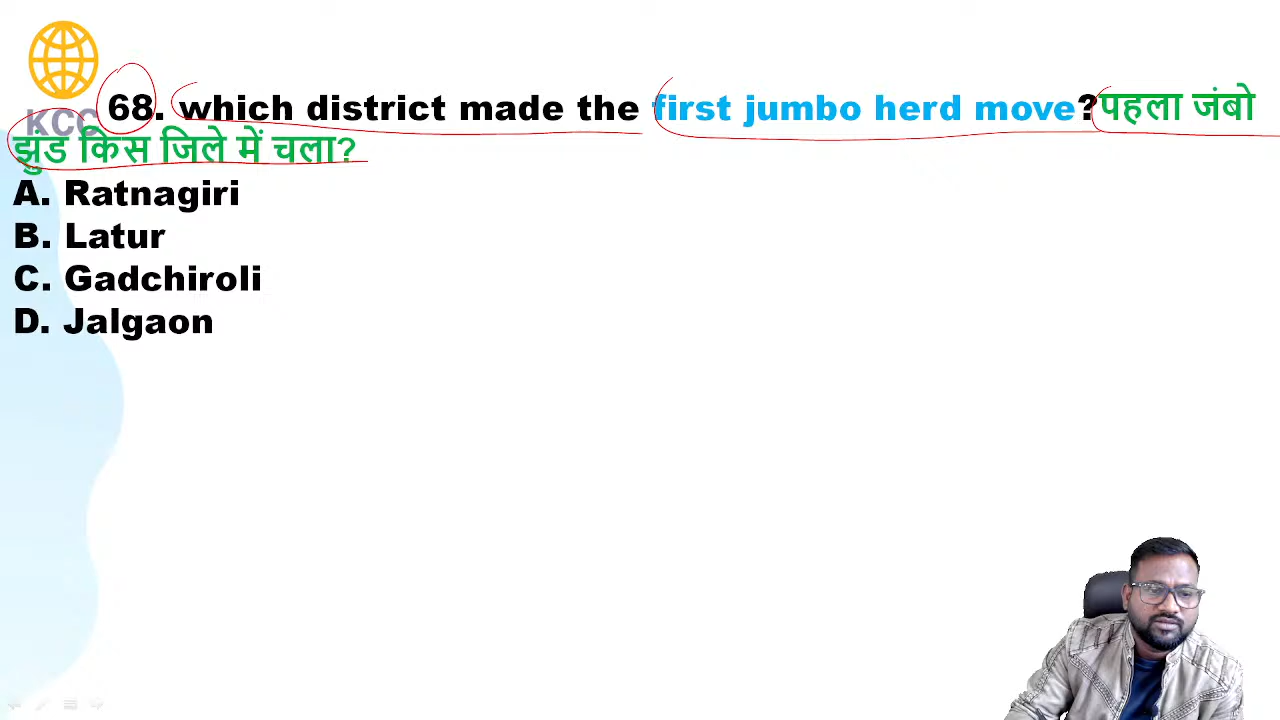 KCC
68. which district made the first jumbo herd move?पहला जंबो
झुंड किस जिले में चला?
A. Ratnagiri
B. Latur
C. Gadchiroli
D. Jalgaon